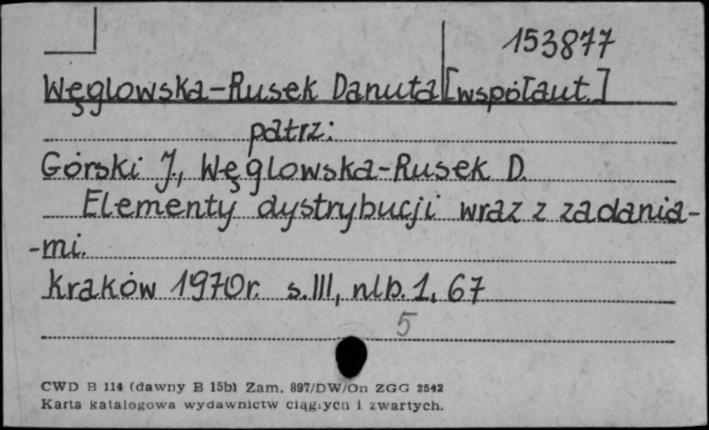 153877
Węglowska-Rusek Danuta [współaut.]
patrz:
Górski J., Węglowska-Rusek D.
Elementy dystrybucji wraz z zadania-
-mi.
Kraków 1970r. s. III, nlb. 1, 67
5
CWD B 114 (dawny B 15b) Zam. 897/DW/On ZGG 2542
Karta katalogowa wydawnictw ciągłych i zwartych.